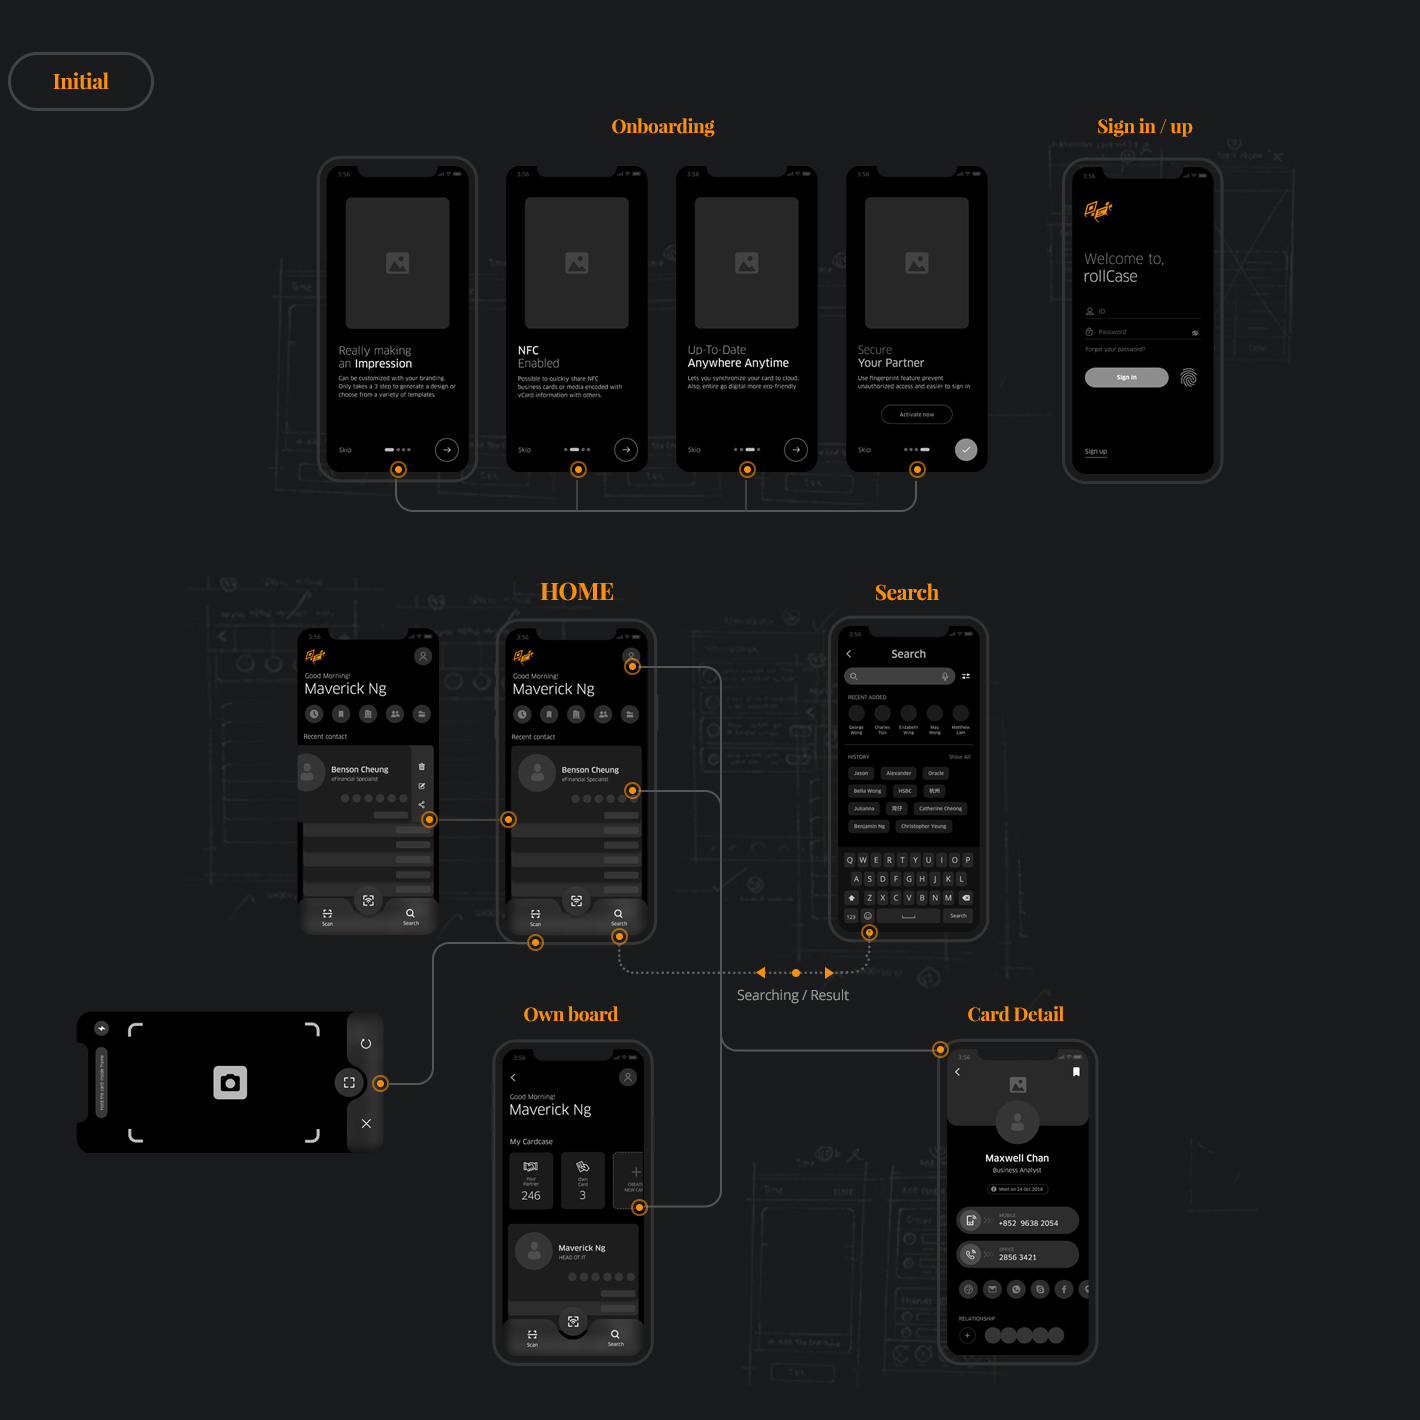 Initial
Onboarding
Sign in / up
3:56
Really making
an Impression
Can be customized with your branding.
Only takes a 3 step to generate a design or
choose from a variety of templates.
Skip
3:56
NFC
Enabled
Possible to quickly share NFC
business cards or media encoded with
vCard information with others.
Skip
3:56
Up-To-Date
Anywhere Anytime
Lets you synchronize your card to cloud.
Also, entire go digital more eco-friendly
Skip
3:56
Secure
Your Partner
Use fingerprint feature prevent
unauthorized access and easier to sign in
Activate now
Skip
3:56
Welcome to,
rollCase
ID
Password
Forgot your password?
Sign in
Sign up
HOME
Search
3:56
Good Morning!
Maverick Ng
Recent contact
Benson Cheung
eFinancial Specialist
Scan
Search
3:56
Good Morning!
Maverick Ng
Recent contact
Benson Cheung
eFinancial Specialist
Scan
Search
3:56
Search
RECENT ADDED
George
Wong
Charles
Tszi
Elizabeth
Wing
May
Wong
Matthew
Lam
HISTORY
Show All
Jason
Alexander
Oracle
Bella Wong
HSBC
杭州
Julianna
灣仔
Catherine Cheong
Benjamin Ng
Christopher Yeung
Q W E R T Y U I O P
A S D F G H J K L
Z X C V B N M
123
Search
Searching / Result
Hold the card inside frame
Own board
3:56
Good Morning!
Maverick Ng
My Cardcase
Your
Partner
246
Own
Card
3
CREATE
NEW CA
Maverick Ng
HEAD OT IT
Scan
Search
Card Detail
3:56
Maxwell Chan
Business Analyst
Meet on 24 Oct 2018
MOBILE
+852 9638 2054
OFFICE
2856 3421
RELATIONSHIP